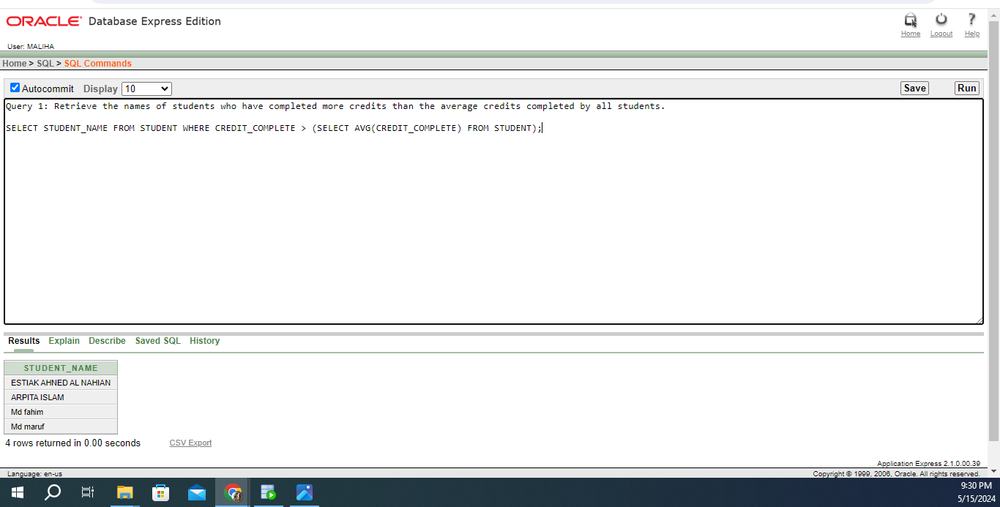 ORACLE Database Express Edition
Home Logout Help
User: MALIHA
Home > SQL > SQL Commands
Autocommit Display 10 Save Run
Query 1: Retrieve the names of students who have completed more credits than the average credits completed by all students.
SELECT STUDENT_NAME FROM STUDENT WHERE CREDIT_COMPLETE > (SELECT AVG(CREDIT_COMPLETE) FROM STUDENT);
Results Explain Describe Saved SQL History
STUDENT_NAME
ESTIAK AHNED AL NAHIAN
ARPITA ISLAM
Md fahim
Md maruf
4 rows returned in 0.00 seconds CSV Export
Application Express 2.1.0.00.39
Language: en-us Copyright © 1999, 2006, Oracle. All rights reserved.
9:30 PM
5/15/2024